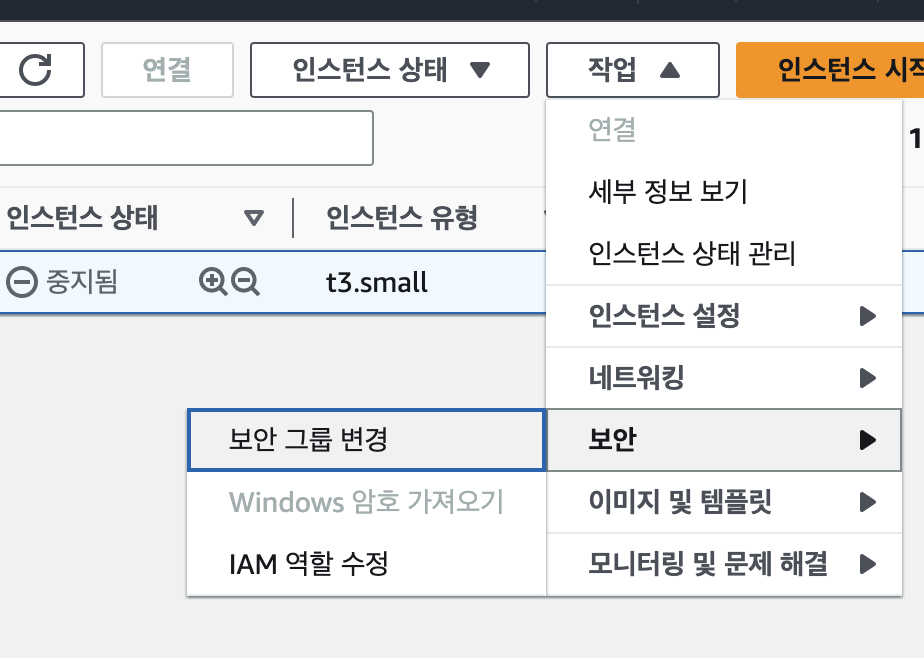 연결
인스턴스 상태
작업
인스턴스 시작
1
인스턴스 상태
인스턴스 유형
중지됨
t3.small
연결
세부 정보 보기
인스턴스 상태 관리
인스턴스 설정
네트워킹
보안
이미지 및 템플릿
모니터링 및 문제 해결
보안 그룹 변경
Windows 암호 가져오기
IAM 역할 수정